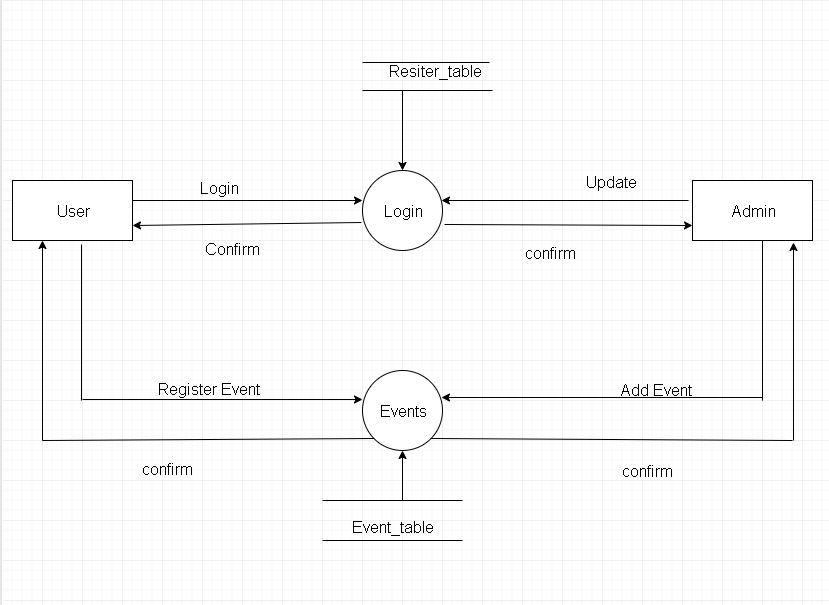 Resiter_table
Login
Update
User
Login
Admin
Confirm
confirm
Register Event
Add Event
Events
confirm
confirm
Event_table